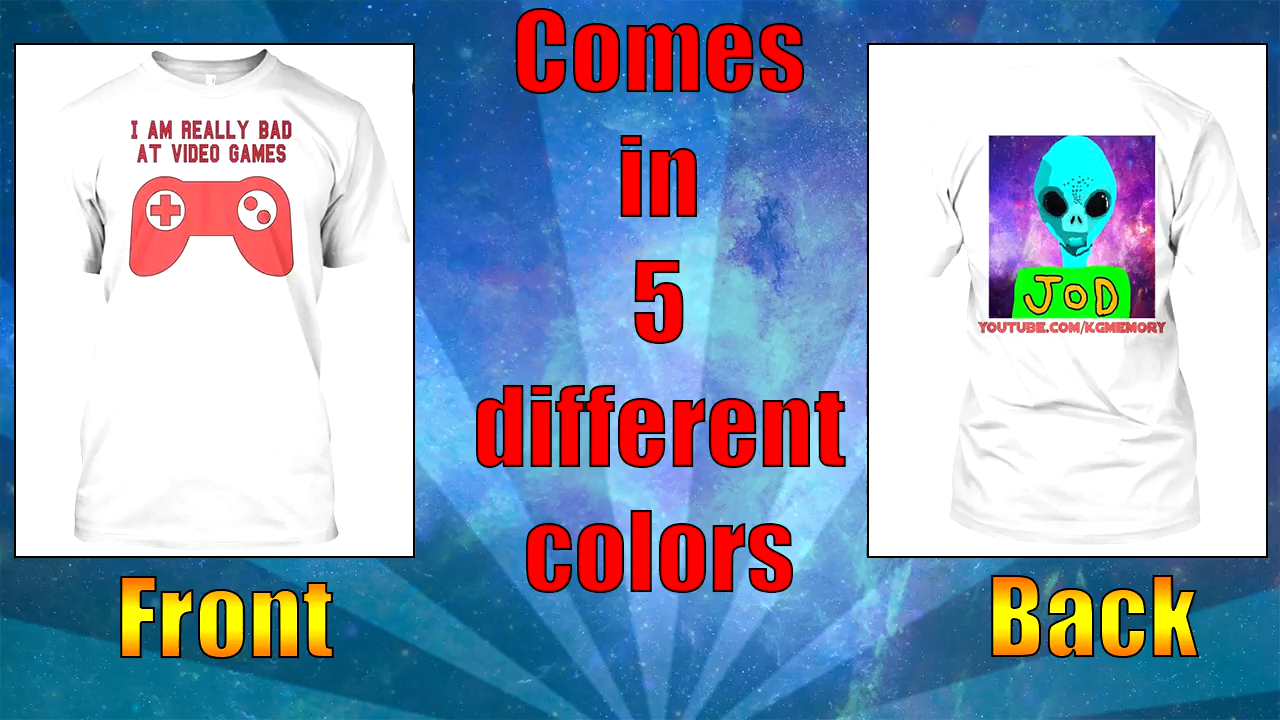 I AM REALLY BAD
AT VIDEO GAMES
Front
Comes
in
5
different
colors
JOD
YOUTUBE.COM/KGMEMORY
Back